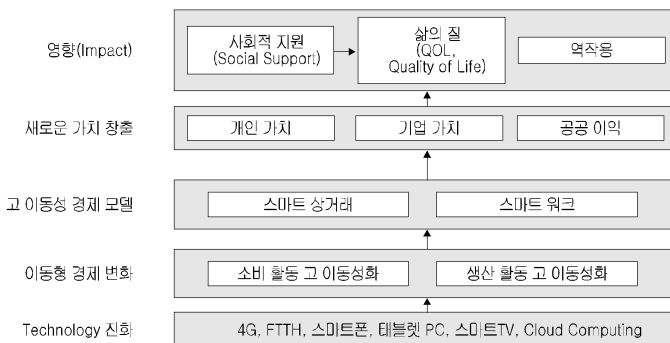 영향(Impact)
사회적 지원
(Social Support)
삶의 질
(QOL,
Quality of Life)
역작용
새로운 가치 창출
개인 가치
기업 가치
공공 이익
고 이동성 경제 모델
스마트 상거래
스마트 워크
이동형 경제 변화
소비 활동 고 이동성화
생산 활동 고 이동성화
Technology 진화
4G, FTTH, 스마트폰, 태블렛 PC, 스마트TV, Cloud Computing